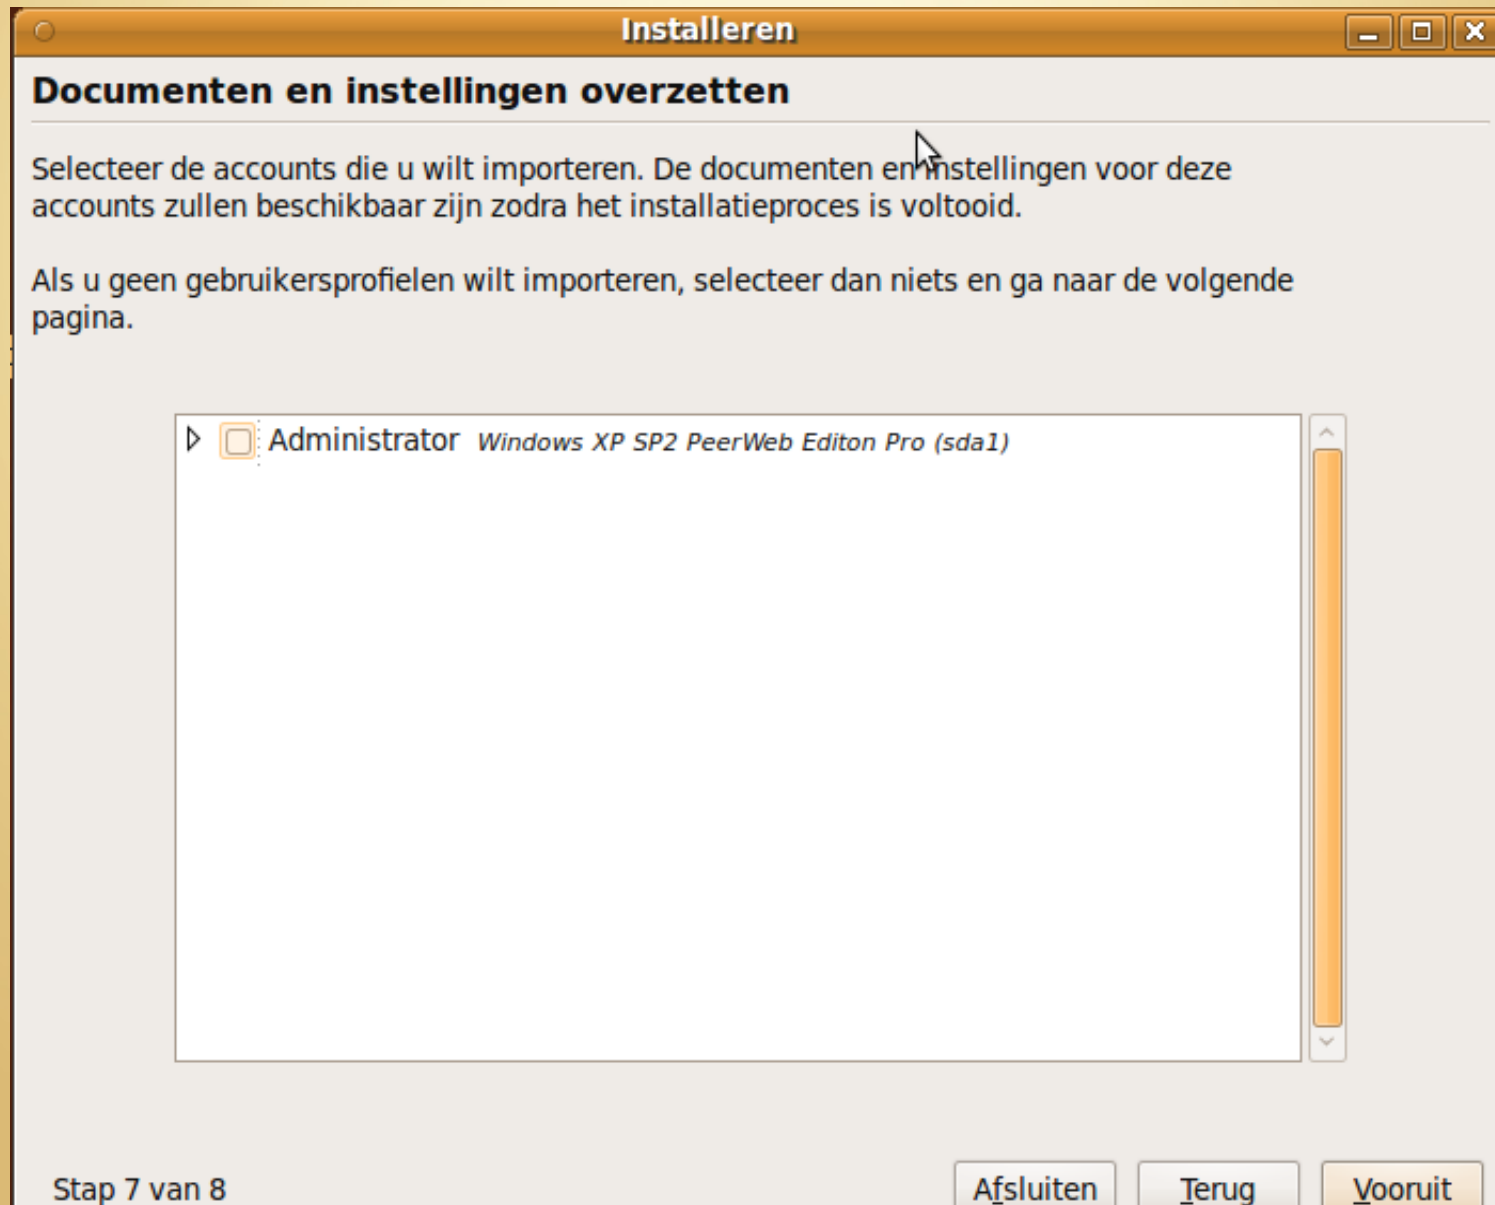 Installeren
Documenten en instellingen overzetten
Selecteer de accounts die u wilt importeren. De documenten en instellingen voor deze
accounts zullen beschikbaar zijn zodra het installatieproces is voltooid.
Als u geen gebruikersprofielen wilt importeren, selecteer dan niets en ga naar de volgende
pagina.
Administrator Windows XP SP2 PeerWeb Editon Pro (sda1)
Stap 7 van 8 Afsluiten Terug Vooruit